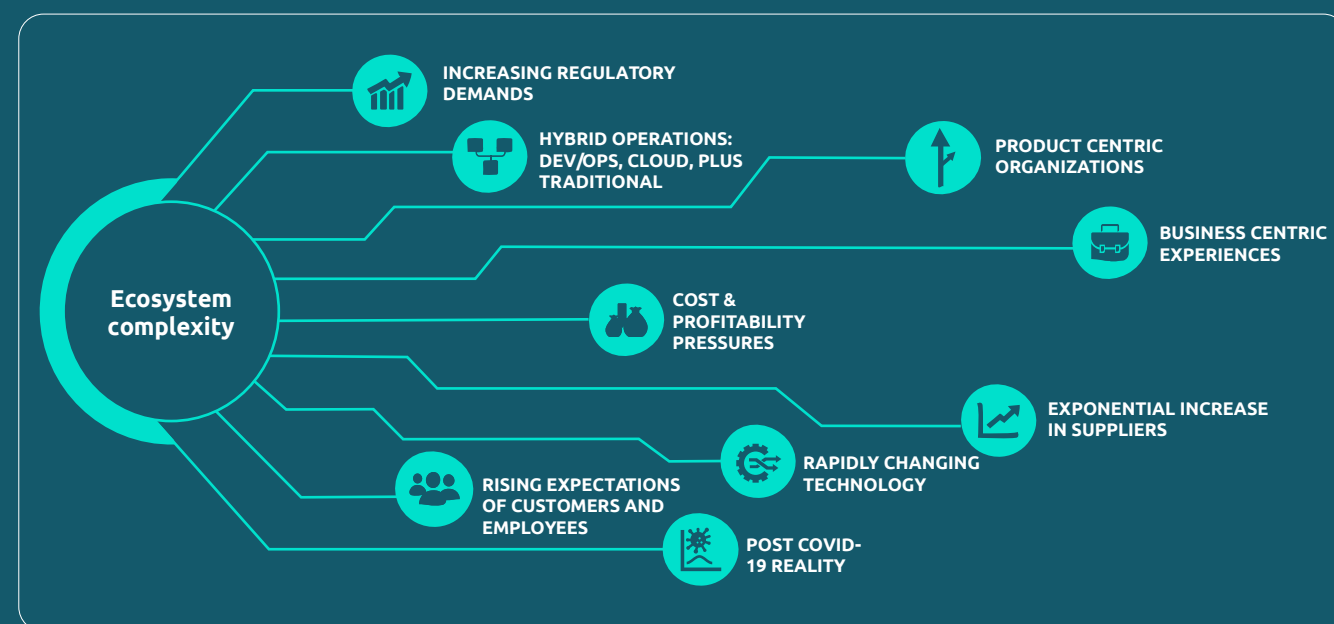 INCREASING REGULATORY
DEMANDS
HYBRID OPERATIONS:
DEV/OPS, CLOUD, PLUS
TRADITIONAL
PRODUCT CENTRIC
ORGANIZATIONS
BUSINESS CENTRIC
EXPERIENCES
Ecosystem
complexity
COST &
PROFITABILITY
PRESSURES
EXPONENTIAL INCREASE
IN SUPPLIERS
RAPIDLY CHANGING
TECHNOLOGY
RISING EXPECTATIONS
OF CUSTOMERS AND
EMPLOYEES
POST COVID-
19 REALITY